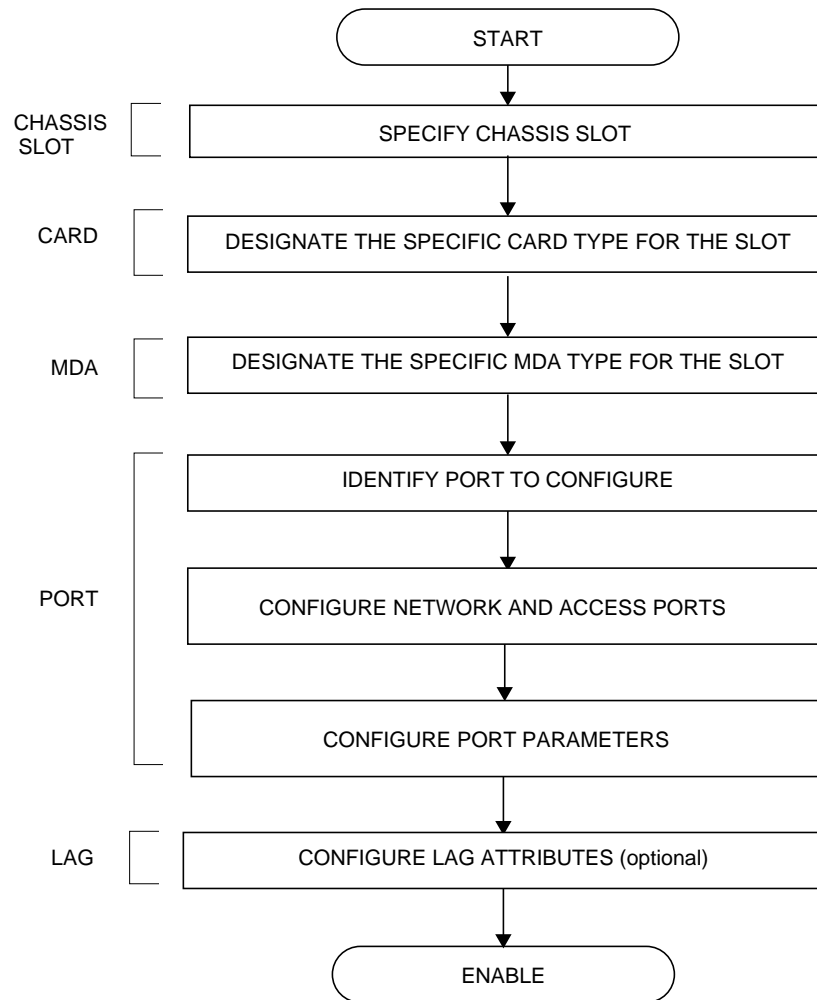 START
CHASSIS
SLOT
SPECIFY CHASSIS SLOT
CARD
DESIGNATE THE SPECIFIC CARD TYPE FOR THE SLOT
MDA
DESIGNATE THE SPECIFIC MDA TYPE FOR THE SLOT
PORT
IDENTIFY PORT TO CONFIGURE
CONFIGURE NETWORK AND ACCESS PORTS
CONFIGURE PORT PARAMETERS
LAG
CONFIGURE LAG ATTRIBUTES (optional)
ENABLE